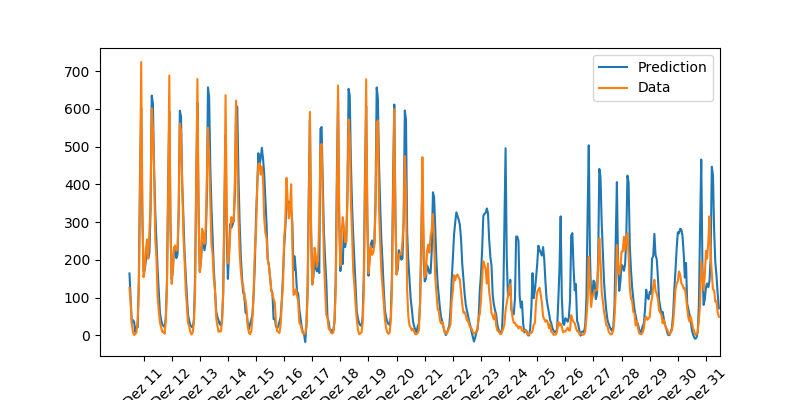 700
600
500
400
300
200
100
0
Prediction
Data
Dez 11
Dez 12
Dez 13
Dez 14
Dez 15
Dez 16
Dez 17
Dez 18
Dez 19
Dez 20
Dez 21
Dez 22
Dez 23
Dez 24
Dez 25
Dez 26
Dez 27
Dez 28
Dez 29
Dez 30
Dez 31